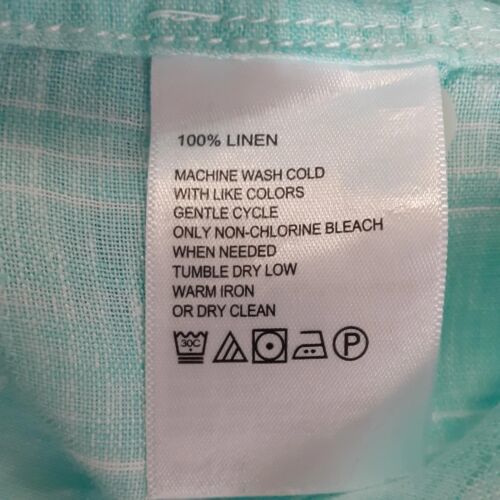 100% LINEN
MACHINE WASH COLD
WITH LIKE COLORS
GENTLE CYCLE
ONLY NON-CHLORINE BLEACH
WHEN NEEDED
TUMBLE DRY LOW
WARM IRON
OR DRY CLEAN
30C P